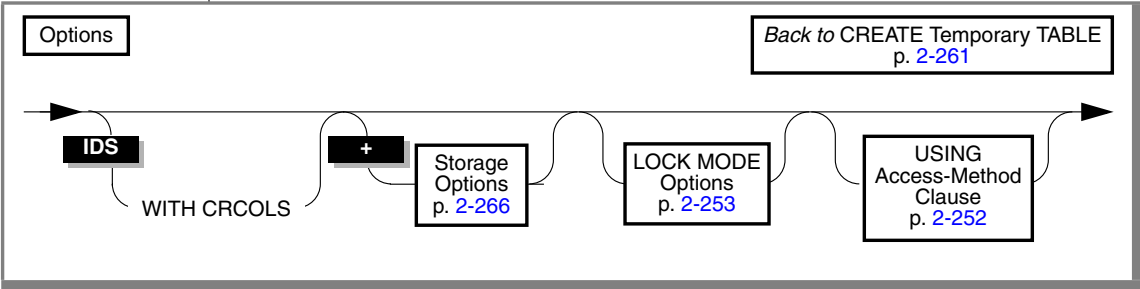 Options
Back to CREATE Temporary TABLE
p. 2-261
IDS
WITH CRCOLS
+
Storage
Options
p. 2-266
LOCK MODE
Options
p. 2-253
USING
Access-Method
Clause
p. 2-252